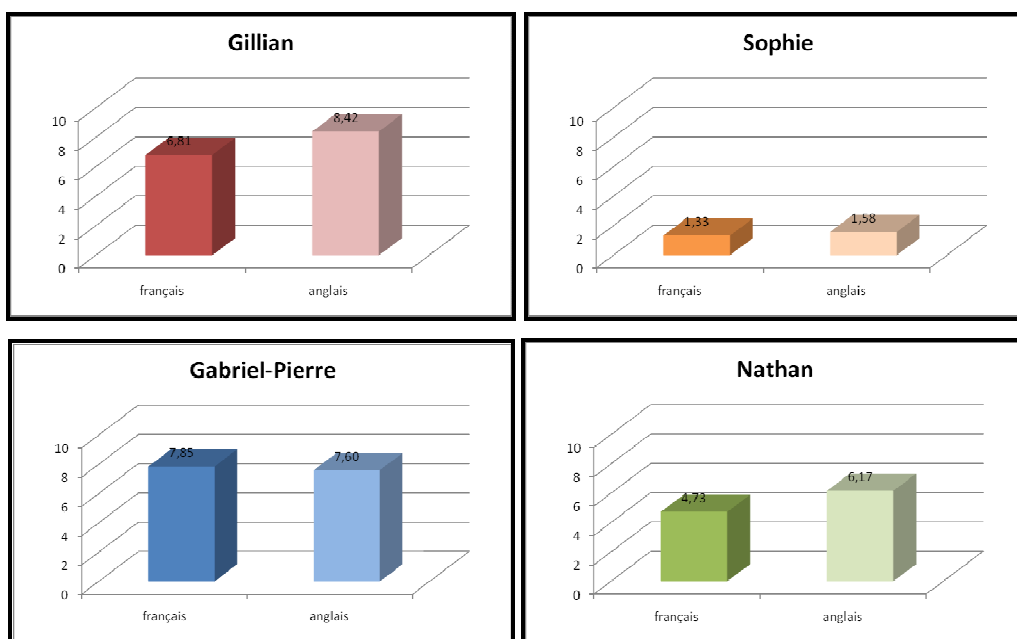 Gillian
10
8
6
4
2
0
6,81
8,42
français
anglais
Sophie
10
8
6
4
2
0
1,33
1,58
français
anglais
Gabriel-Pierre
10
8
6
4
2
0
7,85
7,60
français
anglais
Nathan
10
8
6
4
2
0
4,73
6,17
français
anglais